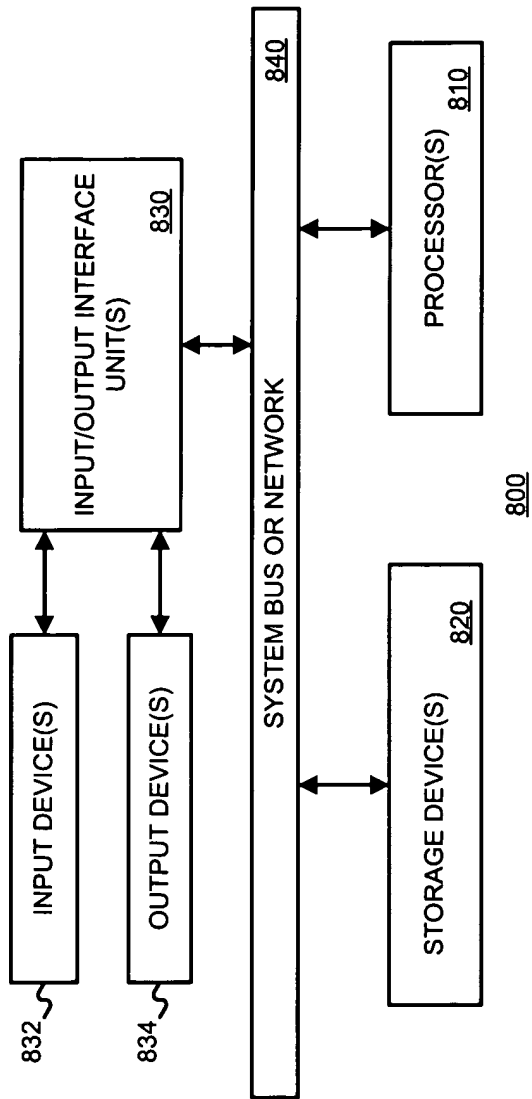 832
INPUT DEVICE(S)
834
OUTPUT DEVICE(S)
INPUT/OUTPUT INTERFACE
UNIT(S)
830
SYSTEM BUS OR NETWORK
840
STORAGE DEVICE(S)
820
PROCESSOR(S)
810
800